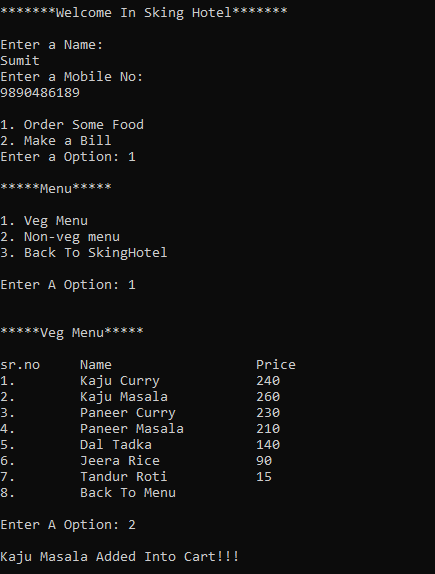 *******Welcome In Sking Hotel*******
Enter a Name:
Sumit
Enter a Mobile No:
9890486189
1. Order Some Food
2. Make a Bill
Enter a Option: 1
*****Menu*****
1. Veg Menu
2. Non-veg menu
3. Back To SkingHotel
Enter A Option: 1
*****Veg Menu*****
sr.no Name Price
1. Kaju Curry 240
2. Kaju Masala 260
3. Paneer Curry 230
4. Paneer Masala 210
5. Dal Tadka 140
6. Jeera Rice 90
7. Tandur Roti 15
8. Back To Menu
Enter A Option: 2
Kaju Masala Added Into Cart!!!